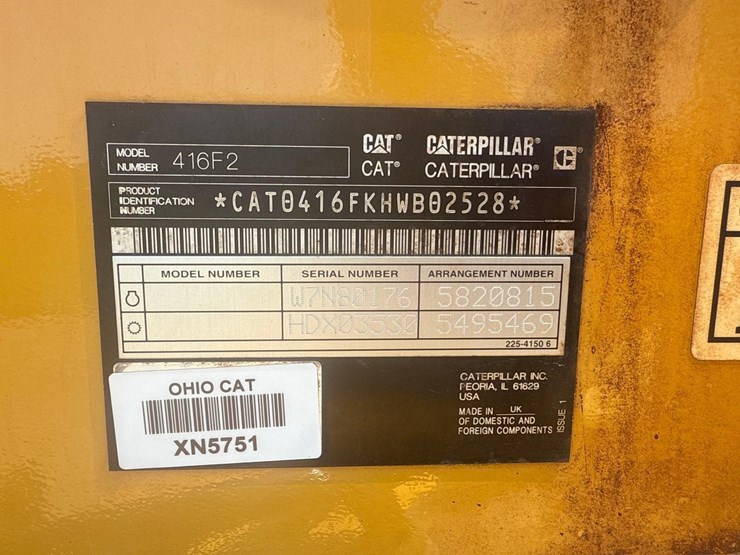 MODEL NUMBER 416F2
CAT® CATERPILLAR®
CAT® CATERPILLAR®
PRODUCT IDENTIFICATION NUMBER *CAT0416FKHWB02528*
MODEL NUMBER SERIAL NUMBER ARRANGEMENT NUMBER
W7N80176 5820815
HDX03530 5495469
225-4150 6
OHIO CAT
XN5751
CATERPILLAR INC.
PEORIA, IL 61629
USA
MADE IN UK
OF DOMESTIC AND
FOREIGN COMPONENTS
ISSUE 1